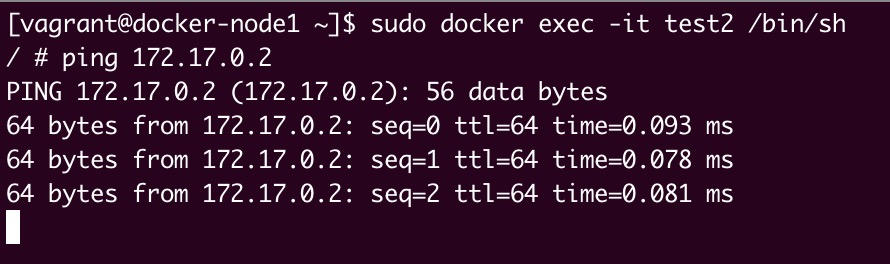 [vagrant@docker-node1 ~]$ sudo docker exec -it test2 /bin/sh
/ # ping 172.17.0.2
PING 172.17.0.2 (172.17.0.2): 56 data bytes
64 bytes from 172.17.0.2: seq=0 ttl=64 time=0.093 ms
64 bytes from 172.17.0.2: seq=1 ttl=64 time=0.078 ms
64 bytes from 172.17.0.2: seq=2 ttl=64 time=0.081 ms